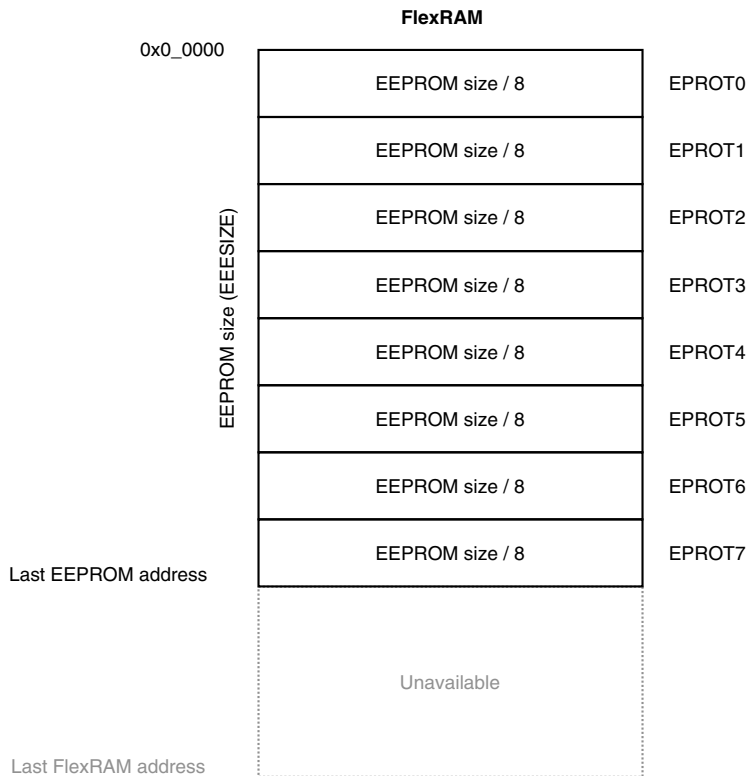 FlexRAM
0x0_0000
EEPROM size / 8 EPROT0
EEPROM size / 8 EPROT1
EEPROM size / 8 EPROT2
EEPROM size / 8 EPROT3
EEPROM size (EEESIZE)
EEPROM size / 8 EPROT4
EEPROM size / 8 EPROT5
EEPROM size / 8 EPROT6
EEPROM size / 8 EPROT7
Last EEPROM address
Unavailable
Last FlexRAM address